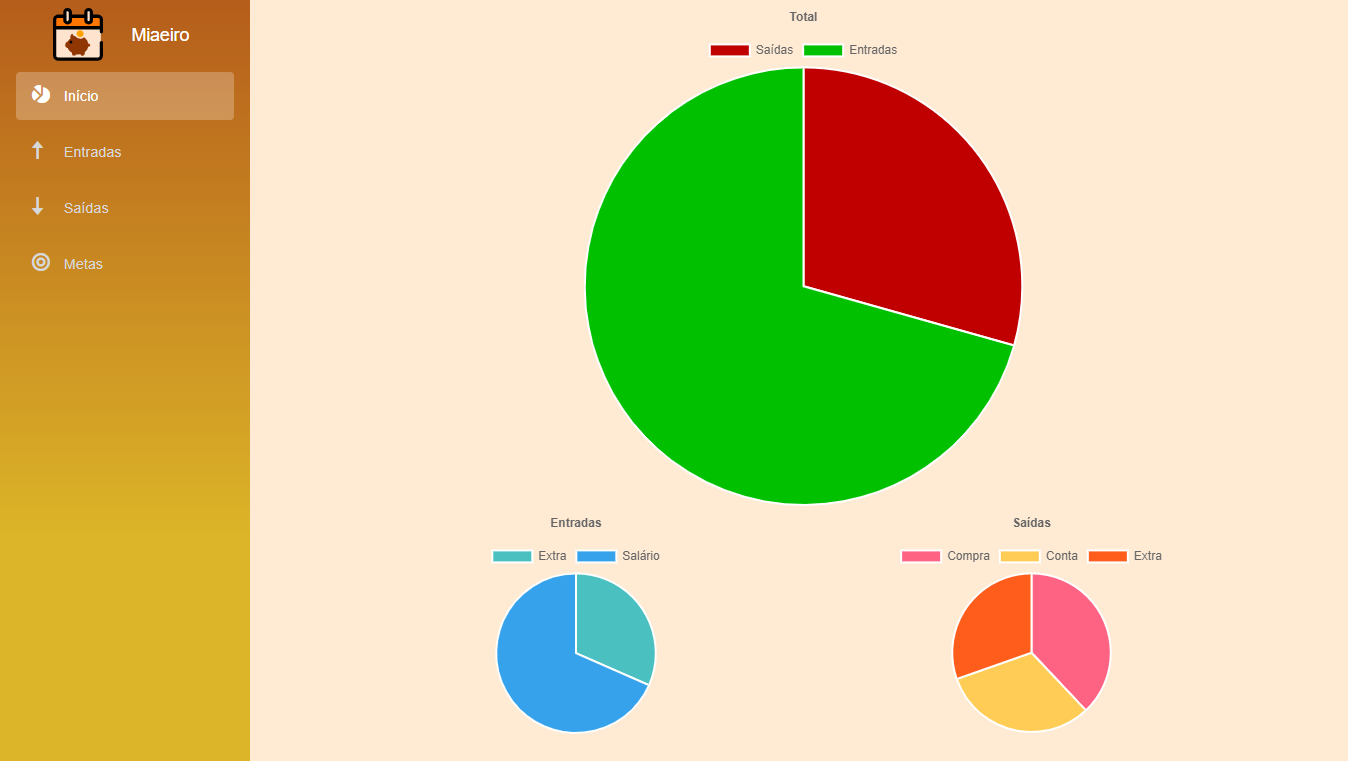 Miaeiro
Início
Entradas
Saídas
Metas
Total
Saídas Entradas
Entradas
Extra Salário
Saídas
Compra Conta Extra